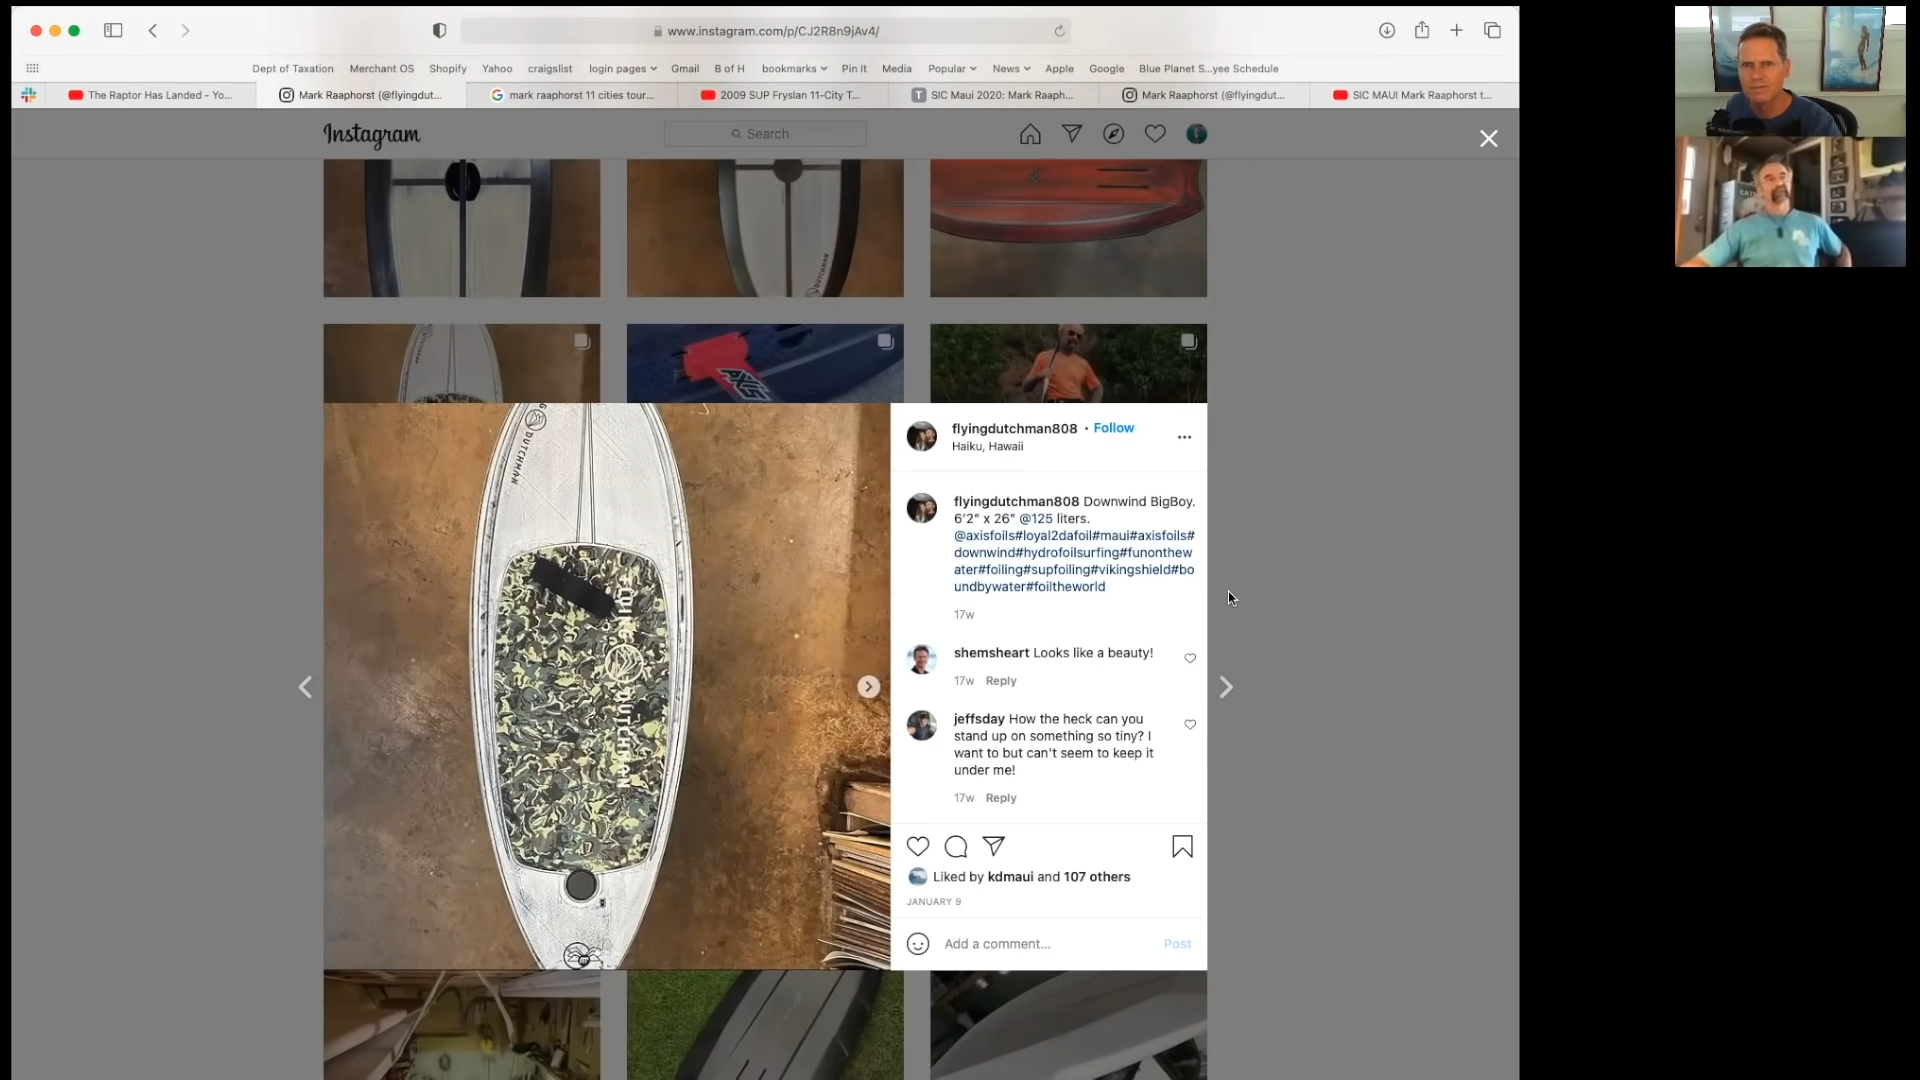 www.instagram.com/p/CJ2R8n9jAv4/
Dept of Taxation Merchant OS Shopify Yahoo craigslist login pages Gmail B of H bookmarks Pin It Media Popular News Apple Google Blue Planet S...yee Schedule
The Raptor Has Landed - Yo... Mark Raaphorst (@flyingdut... mark raaphorst 11 cities tour... 2009 SUP Fryslan 11-City T... SIC Maui 2020: Mark Raaph... Mark Raaphorst (@flyingdut... SIC MAUI Mark Raaphorst t...
Instagram
Search
DUTCHMAN
AXIS
DUTCHMAN
FLYING DUTCHMAN
flyingdutchman808 · Follow
Haiku, Hawaii
flyingdutchman808 Downwind BigBoy.
6'2" x 26" @125 liters.
@axisfoils#loyal2dafoil#maui#axisfoils#
downwind#hydrofoilsurfing#funonthew
ater#foiling#supfoiling#vikingshield#bo
undbywater#foiltheworld
17w
shemsheart Looks like a beauty!
17w Reply
jeffsday How the heck can you
stand up on something so tiny? I
want to but can't seem to keep it
under me!
17w Reply
Liked by kdmaui and 107 others
JANUARY 9
Add a comment...
Post